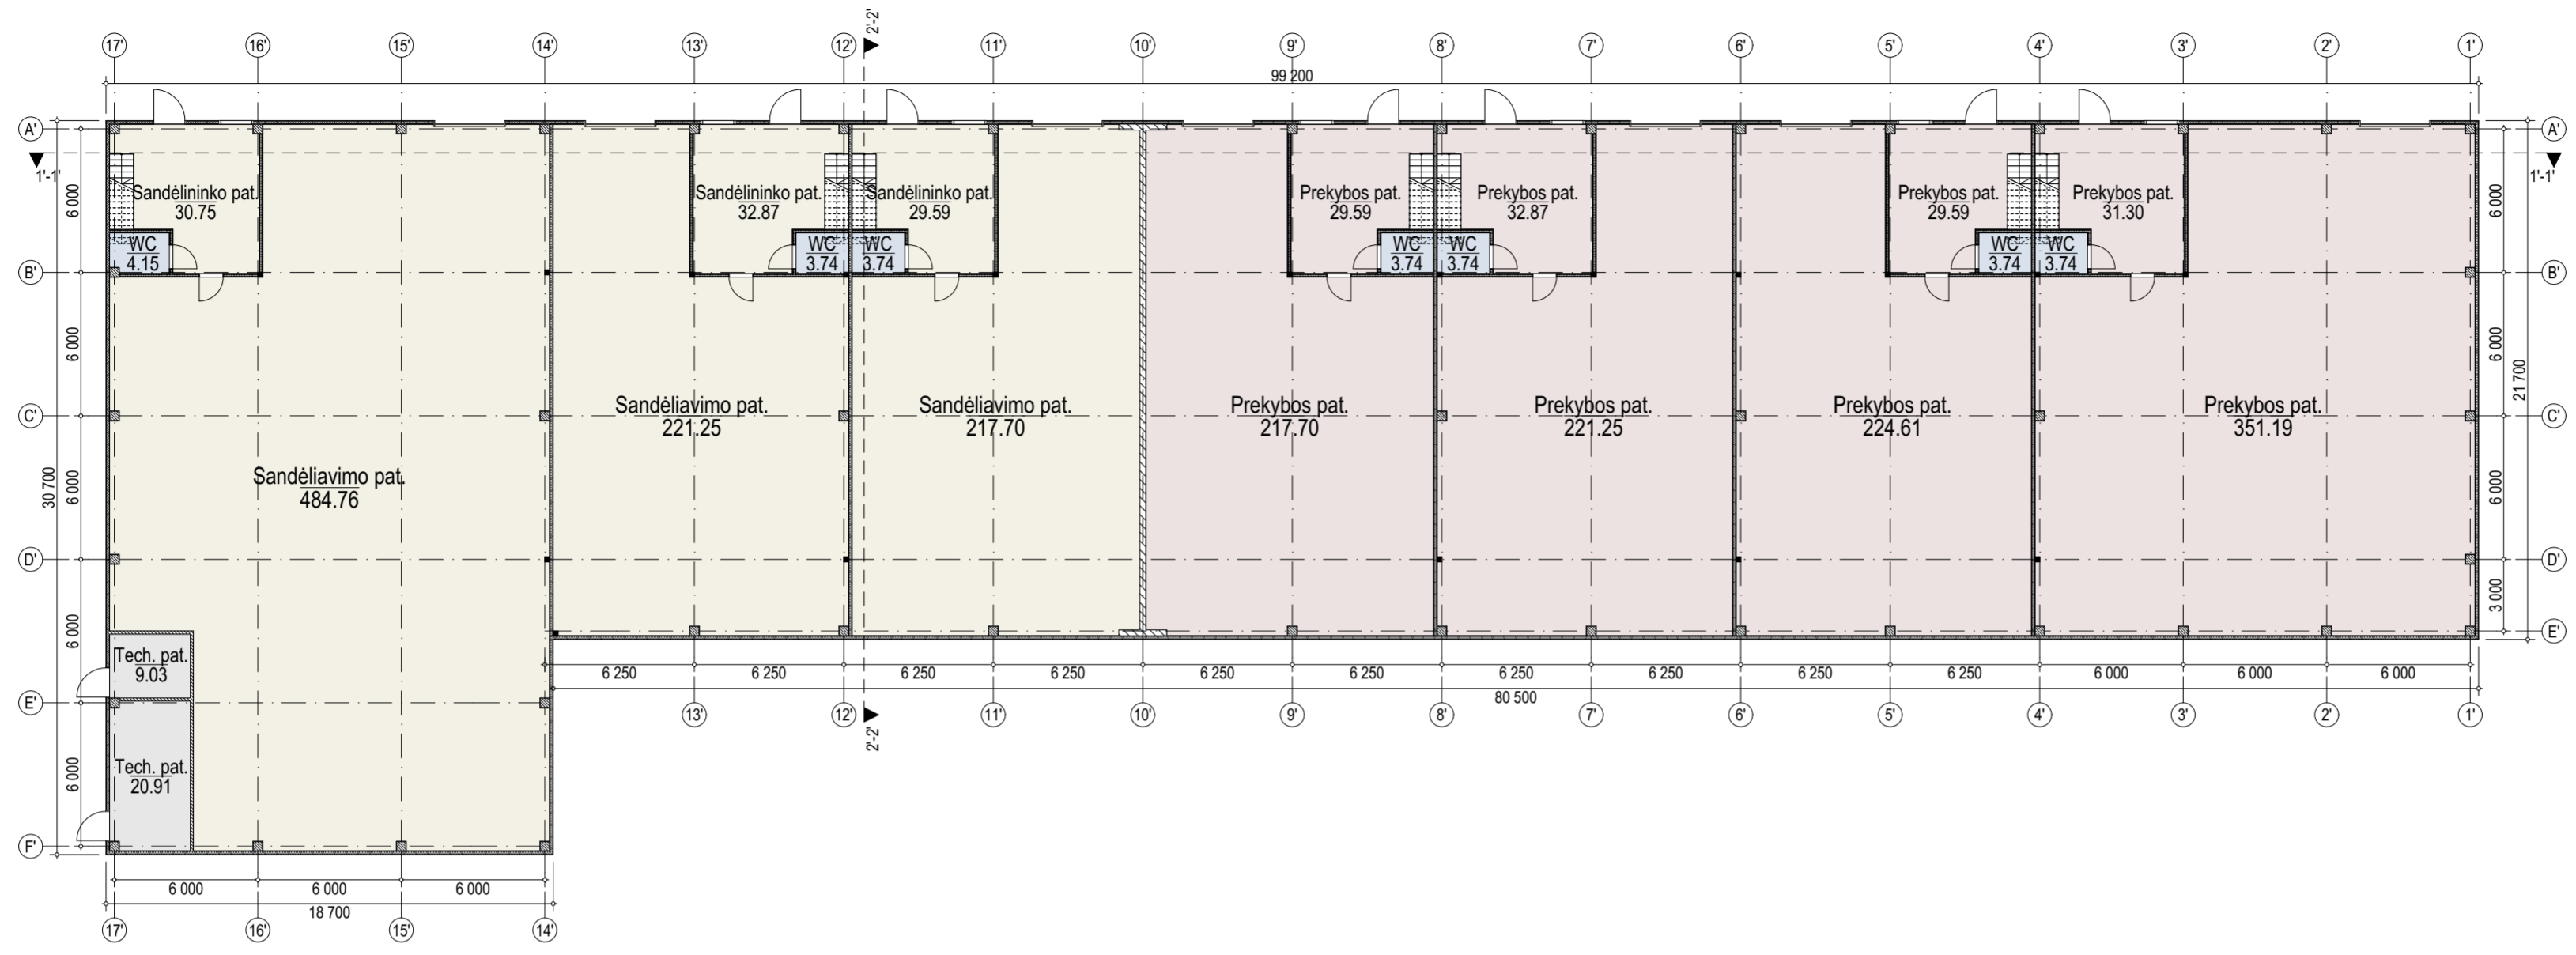 2'-2'
17' 16' 15' 14' 13' 12' 11' 10' 9' 8' 7' 6' 5' 4' 3' 2' 1'
99 200
A' A'
1'-1' 1'-1'
6 000 6 000
Sandėlininko pat. Sandėlininko pat. Sandėlininko pat. Prekybos pat. Prekybos pat. Prekybos pat. Prekybos pat.
30.75 32.87 29.59 29.59 32.87 29.59 31.30
WC WC WC WC WC WC WC
4.15 3.74 3.74 3.74 3.74 3.74 3.74
B' B'
6 000 6 000
21 700
C' C'
Sandėliavimo pat. Sandėliavimo pat. Prekybos pat. Prekybos pat. Prekybos pat. Prekybos pat.
221.25 217.70 217.70 221.25 224.61 351.19
30 700
6 000 6 000
Sandėliavimo pat.
484.76
D' D'
6 000 3 000
E'
Tech. pat.
9.03
6 250 6 250 6 250 6 250 6 250 6 250 6 250 6 250 6 250 6 250 6 000 6 000 6 000
80 500
E'
13' 12' 11' 10' 9' 8' 7' 6' 5' 4' 3' 2' 1'
2'-2'
6 000
Tech. pat.
20.91
F'
6 000 6 000 6 000
18 700
17' 16' 15' 14'